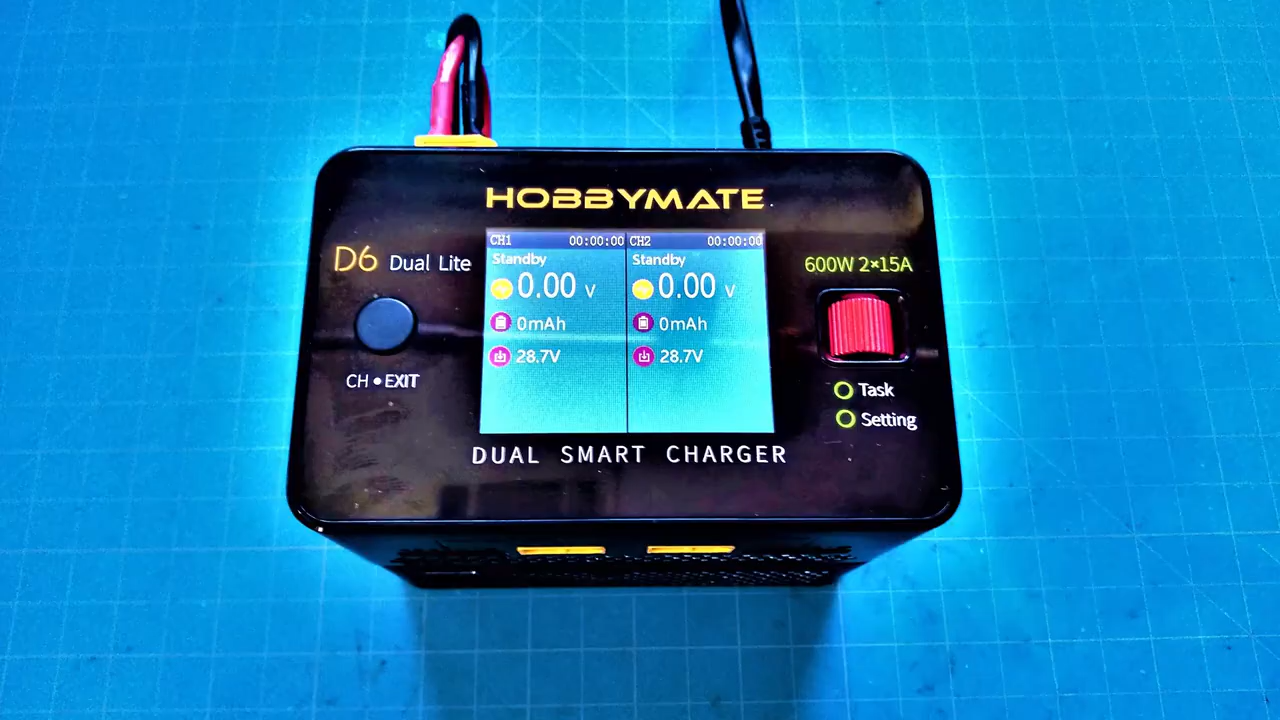 HOBBYMATE
D6 Dual Lite
CH1 00:00:00
Standby
0.00 V
0mAh
28.7V
CH2 00:00:00
Standby
0.00 V
0mAh
28.7V
600W 2×15A
CH•EXIT
Task
Setting
DUAL SMART CHARGER